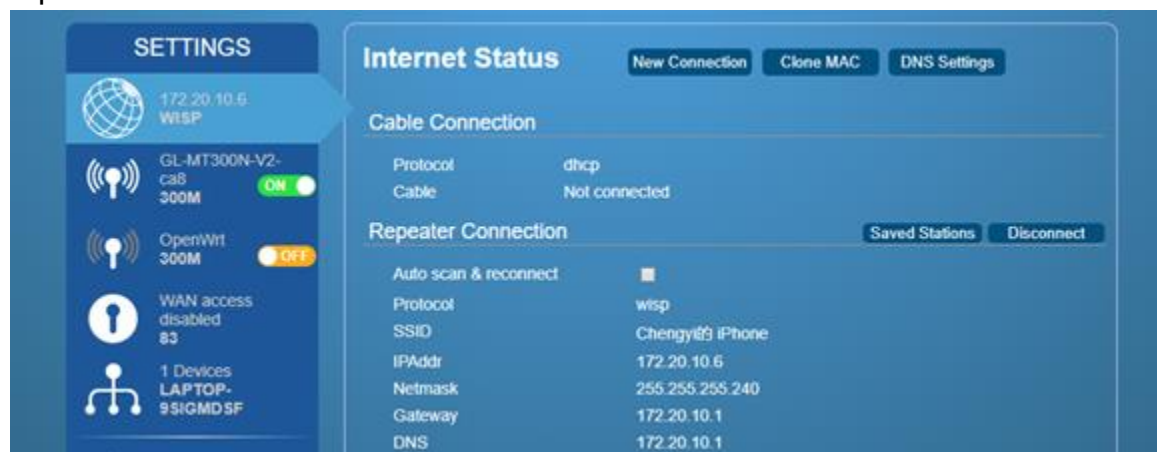 SETTINGS
172.20.10.6
WISP
GL-MT300N-V2-
ca8
300M
ON
OpenWrt
300M
OFF
WAN access
disabled
83
1 Devices
LAPTOP-
9SIGMDSF
Internet Status
New Connection
Clone MAC
DNS Settings
Cable Connection
Protocol dhcp
Cable Not connected
Repeater Connection
Saved Stations
Disconnect
Auto scan & reconnect
Protocol wisp
SSID Chengyi的 iPhone
IPAddr 172.20.10.6
Netmask 255.255.255.240
Gateway 172.20.10.1
DNS 172.20.10.1